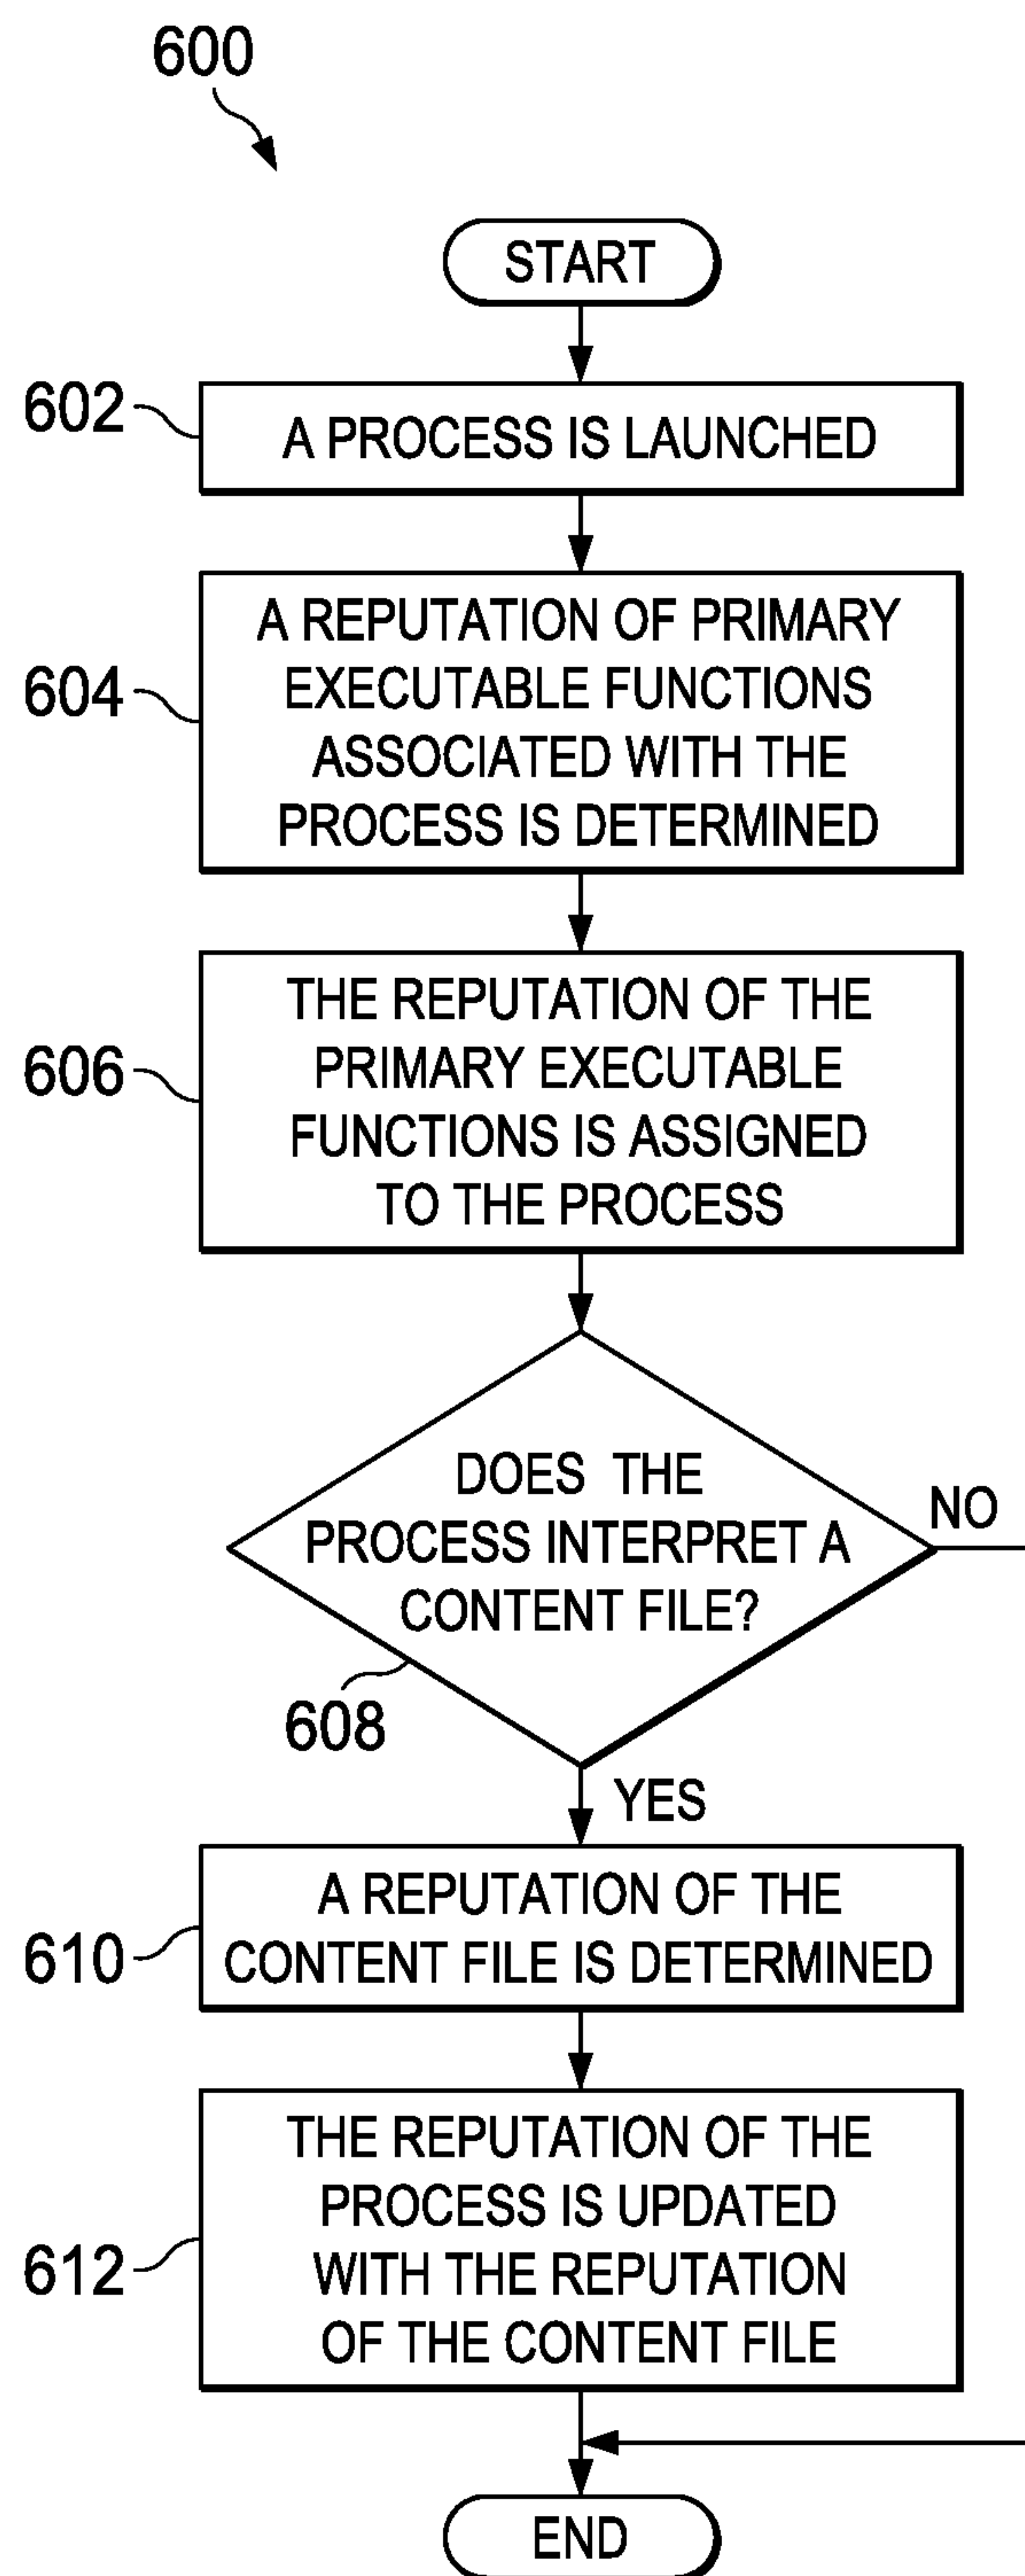 600
START
602
A PROCESS IS LAUNCHED
604
A REPUTATION OF PRIMARY
EXECUTABLE FUNCTIONS
ASSOCIATED WITH THE
PROCESS IS DETERMINED
606
THE REPUTATION OF THE
PRIMARY EXECUTABLE
FUNCTIONS IS ASSIGNED
TO THE PROCESS
DOES THE
PROCESS INTERPRET A
CONTENT FILE?
NO
608
YES
610
A REPUTATION OF THE
CONTENT FILE IS DETERMINED
612
THE REPUTATION OF THE
PROCESS IS UPDATED
WITH THE REPUTATION
OF THE CONTENT FILE
END